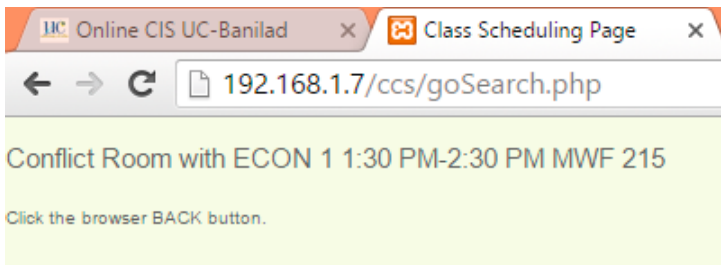 UC Online CIS UC-Banilad
Class Scheduling Page
192.168.1.7/ccs/goSearch.php
Conflict Room with ECON 1 1:30 PM-2:30 PM MWF 215
Click the browser BACK button.